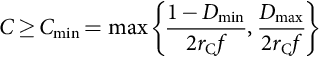 C ≥ C_min = max { (1 − D_min) / (2r_C f), D_max / (2r_C f) }